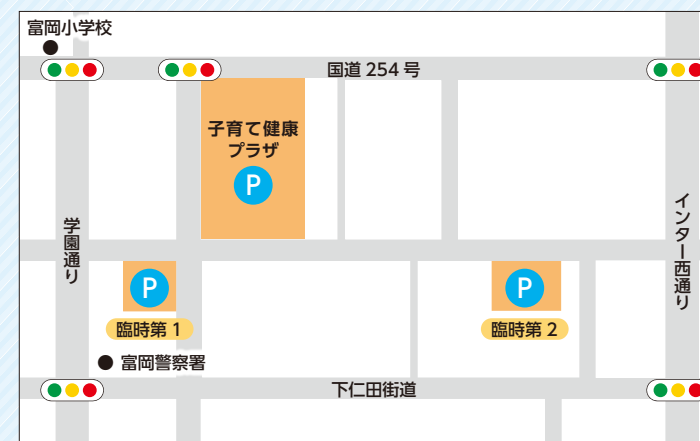 富岡小学校
国道 254 号
子育て健康
プラザ
P
学園通り
インター西通り
P
P
臨時第 1
臨時第 2
富岡警察署
下仁田街道